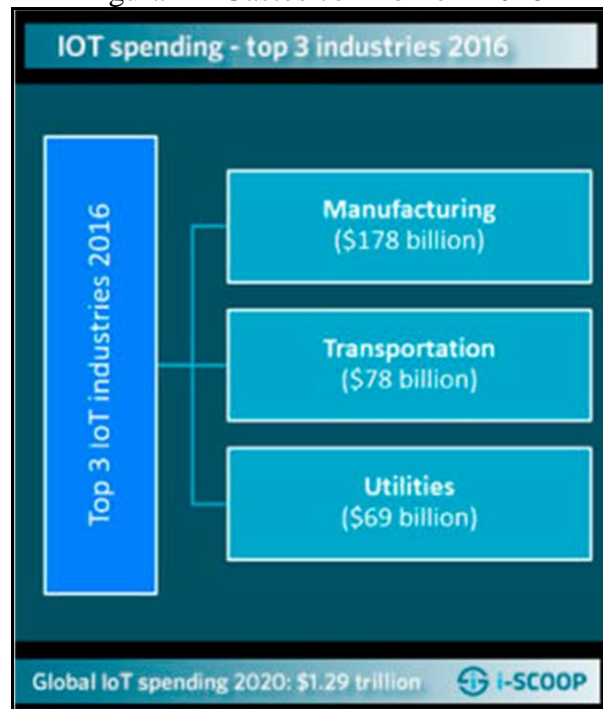 IOT spending - top 3 industries 2016
Top 3 IoT industries 2016
Manufacturing
($178 billion)
Transportation
($78 billion)
Utilities
($69 billion)
Global IoT spending 2020: $1.29 trillion
i-SCOOP